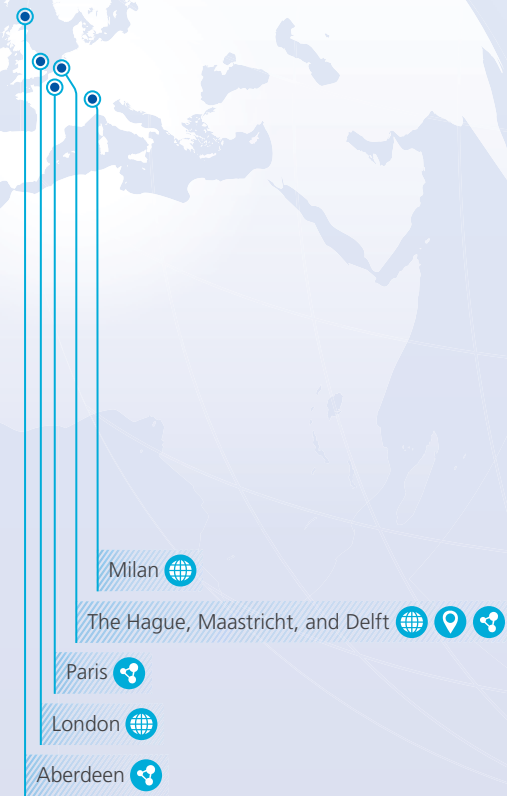 Milan
The Hague, Maastricht, and Delft
Paris
London
Aberdeen